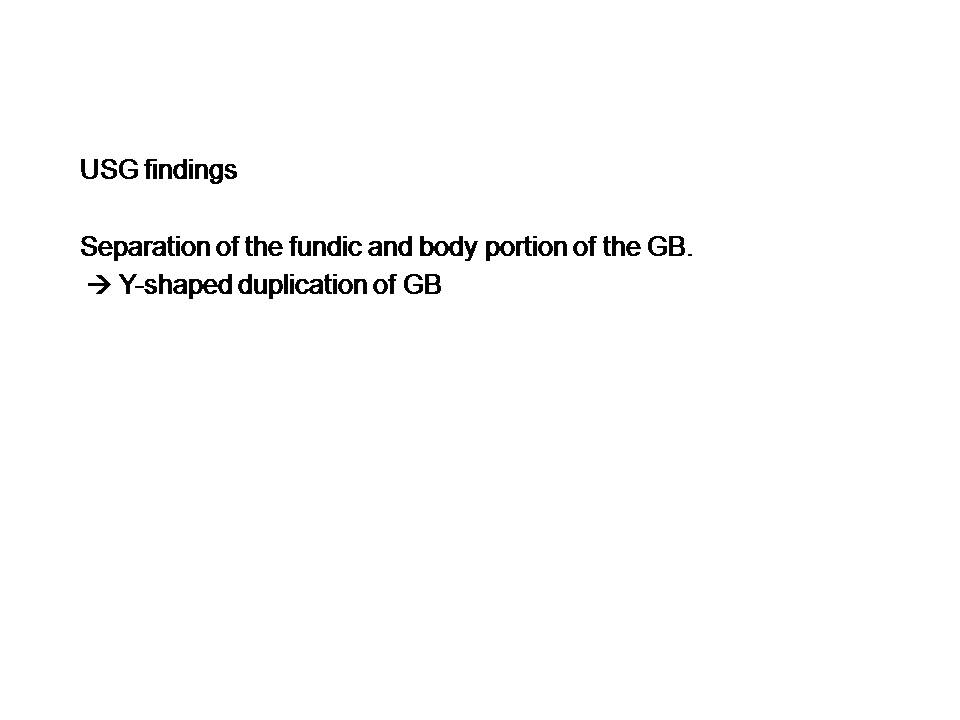 USG findings
Separation of the fundic and body portion of the GB.
→ Y-shaped duplication of GB